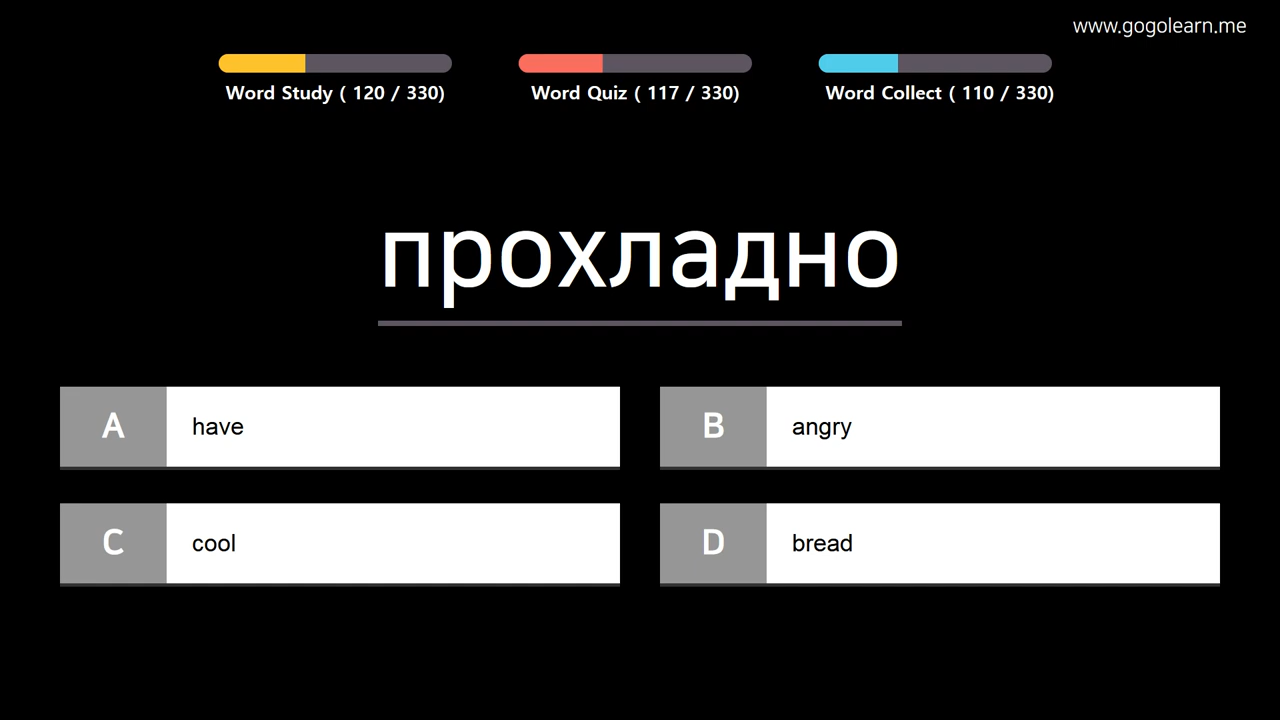 www.gogolearn.me
Word Study ( 120 / 330)
Word Quiz ( 117 / 330)
Word Collect ( 110 / 330)
прохладно
A have
B angry
C cool
D bread